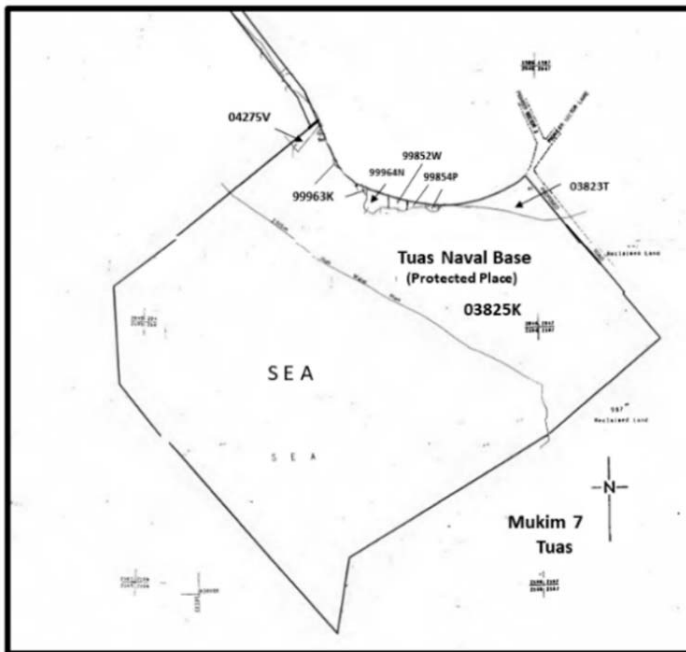 04275V
99852W
99964N
99854P
99963K
03823T
Tuas Naval Base
(Protected Place)
03825K
Reclaimed Land
SEA
S E A
Reclaimed Land
N
Mukim 7
Tuas